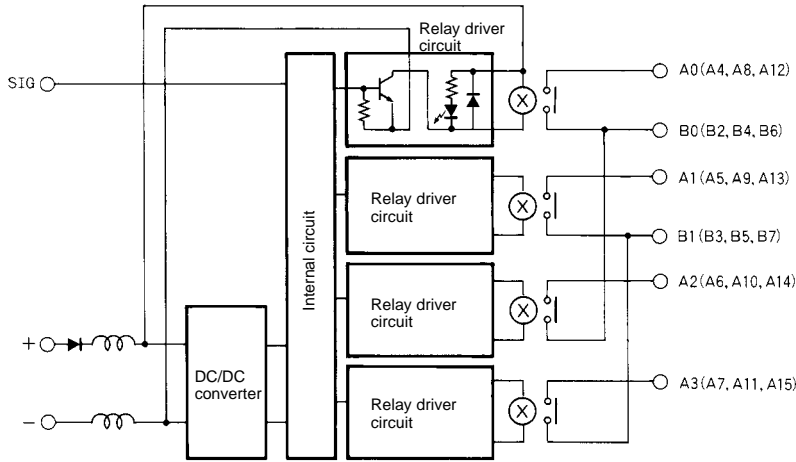 Relay driver
circuit
SIG
A0(A4, A8, A12)
B0(B2, B4, B6)
Internal circuit
Relay driver
circuit
A1(A5, A9, A13)
B1(B3, B5, B7)
Relay driver
circuit
A2(A6, A10, A14)
+
DC/DC
converter
Relay driver
circuit
A3(A7, A11, A15)
−
X
X
X
X